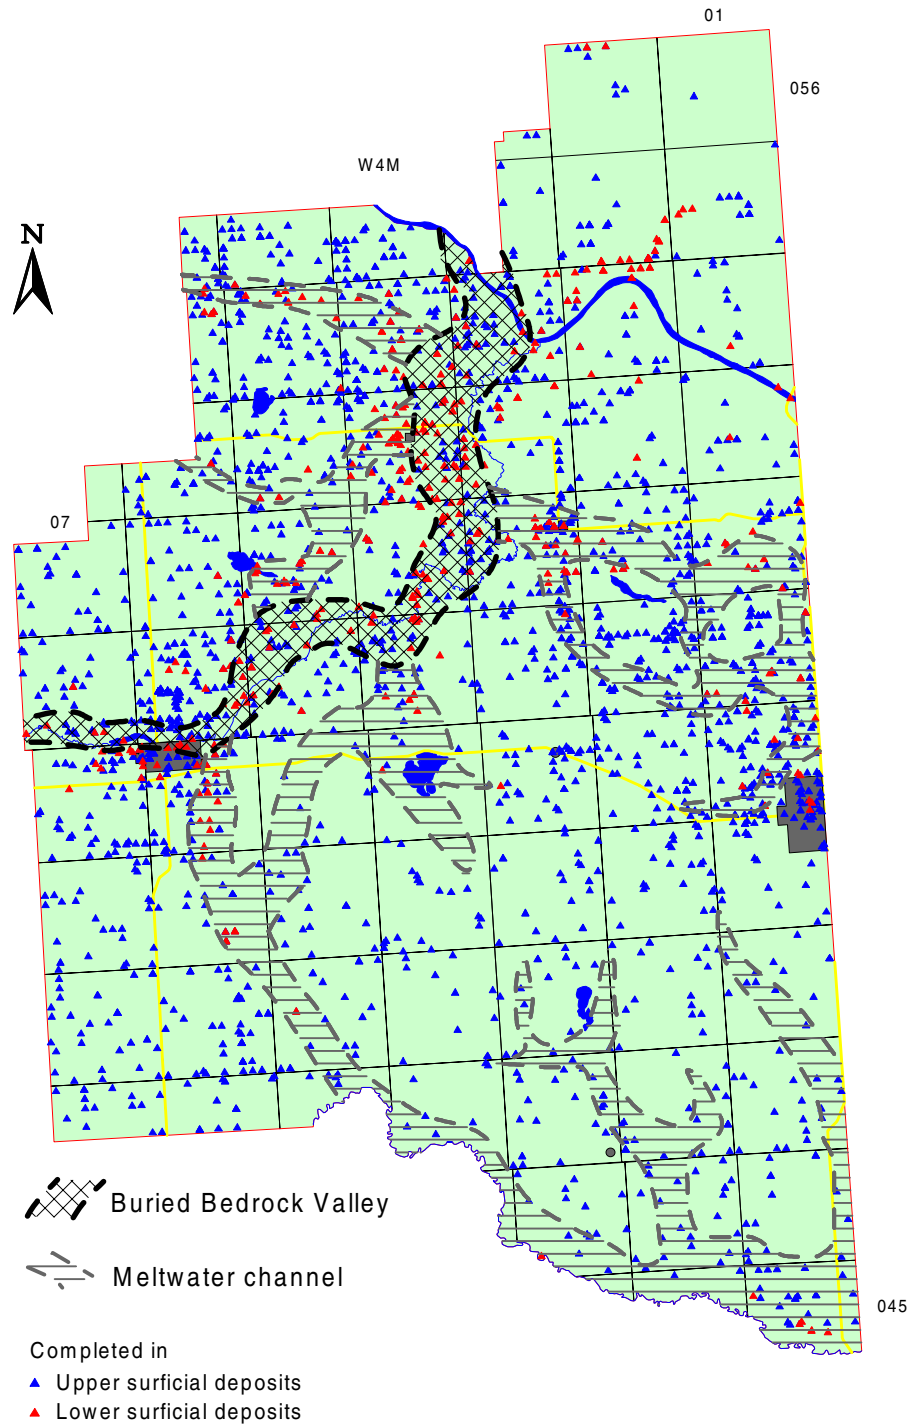 01
056
W4M
N
07
Buried Bedrock Valley
Meltwater channel
045
Completed in
Upper surficial deposits
Lower surficial deposits